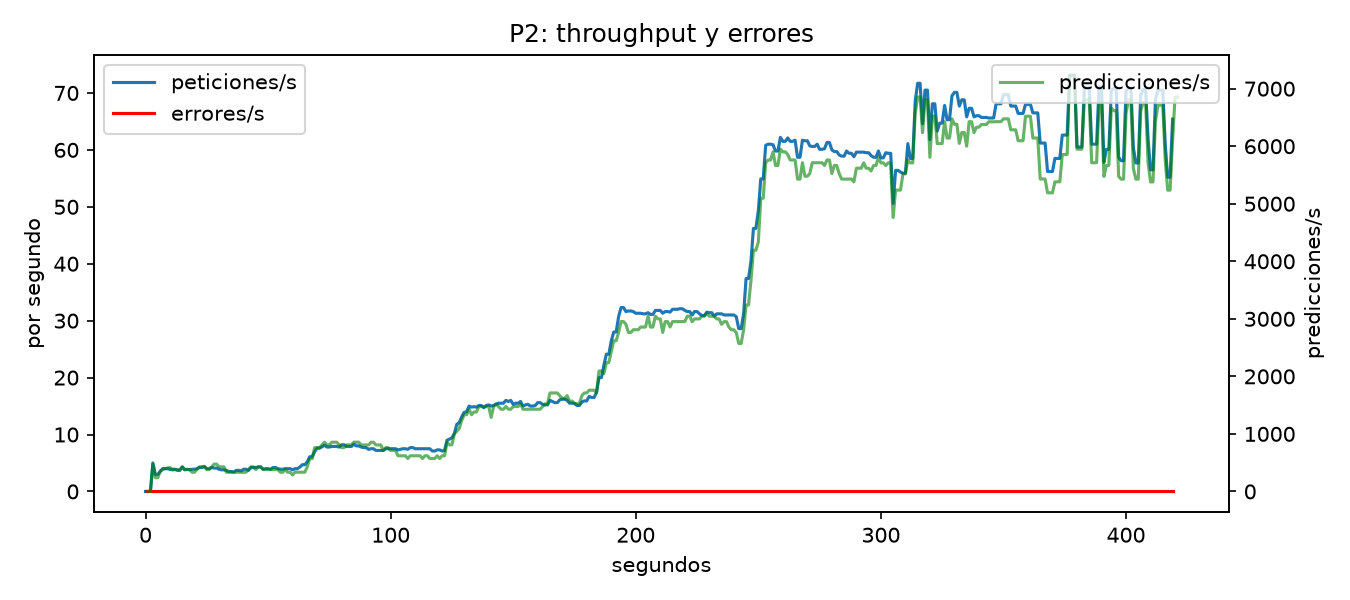 P2: throughput y errores
peticiones/s
errores/s
predicciones/s
70
60
50
40
30
20
10
0
por segundo
7000
6000
5000
4000
3000
2000
1000
0
predicciones/s
0 100 200 300 400
segundos